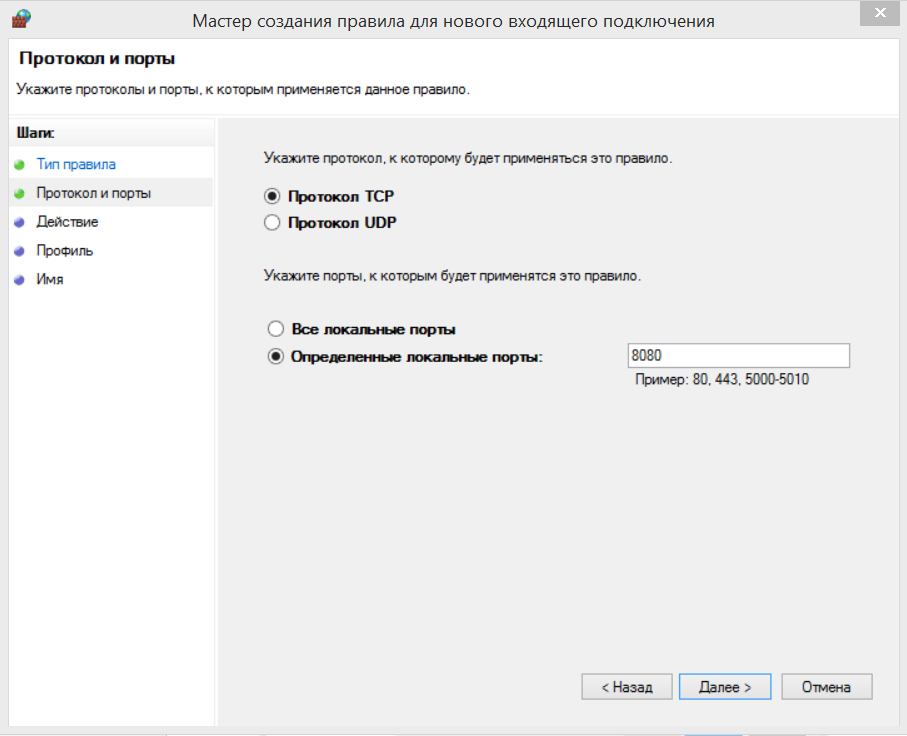 Мастер создания правила для нового входящего подключения
Протокол и порты
Укажите протоколы и порты, к которым применяется данное правило.
Шаги:
Тип правила
Протокол и порты
Действие
Профиль
Имя
Укажите протокол, к которому будет применяться это правило.
Протокол TCP
Протокол UDP
Укажите порты, к которым будет применятся это правило.
Все локальные порты
Определенные локальные порты:
8080
Пример: 80, 443, 5000-5010
< Назад
Далее >
Отмена